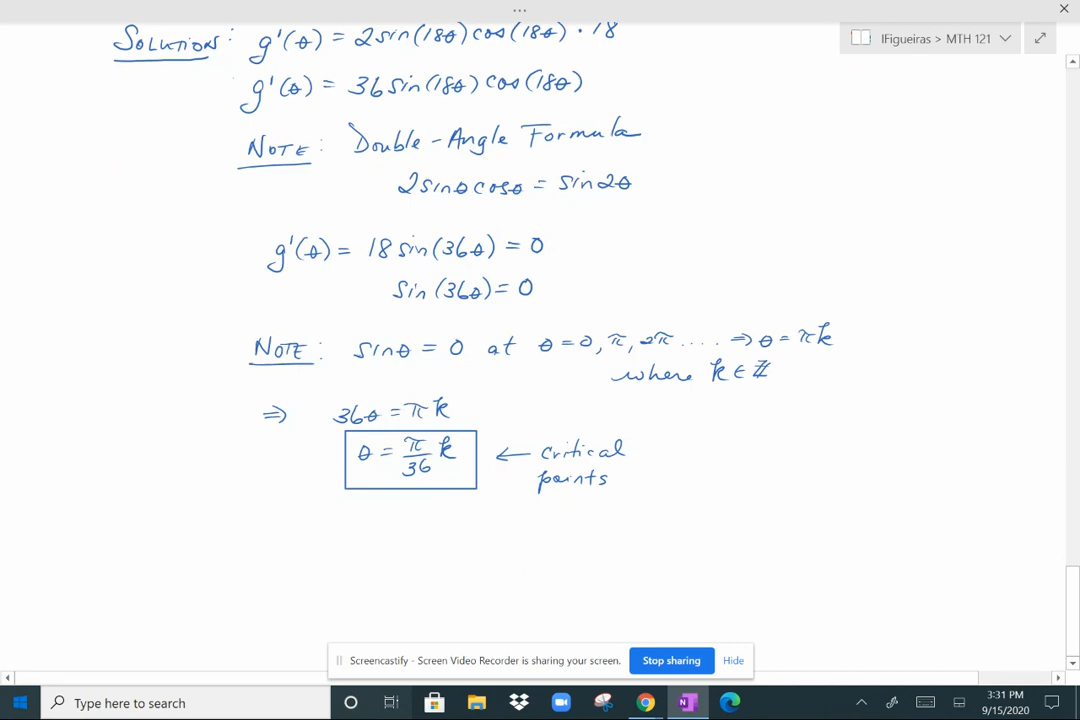 IFigueiras > MTH 121
SOLUTION: g'(θ) = 2sin(18θ)cos(18θ) · 18
g'(θ) = 36sin(18θ)cos(18θ)
NOTE: Double-Angle Formula
2sinθcosθ = sin2θ
g'(θ) = 18sin(36θ) = 0
sin(36θ) = 0
NOTE: sinθ = 0 at θ = 0, π, 2π .... ⇒ θ = πk
where k ∈ ℤ
⇒ 36θ = πk
θ = π/36 k ← critical
points
Screencastify - Screen Video Recorder is sharing your screen. Stop sharing Hide
Type here to search
3:31 PM
9/15/2020